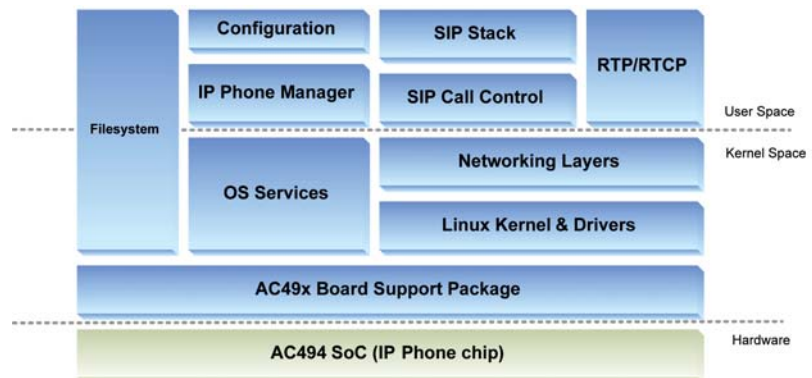 Configuration
SIP Stack
RTP/RTCP
IP Phone Manager
SIP Call Control
User Space
Filesystem
Kernel Space
Networking Layers
OS Services
Linux Kernel & Drivers
AC49x Board Support Package
Hardware
AC494 SoC (IP Phone chip)